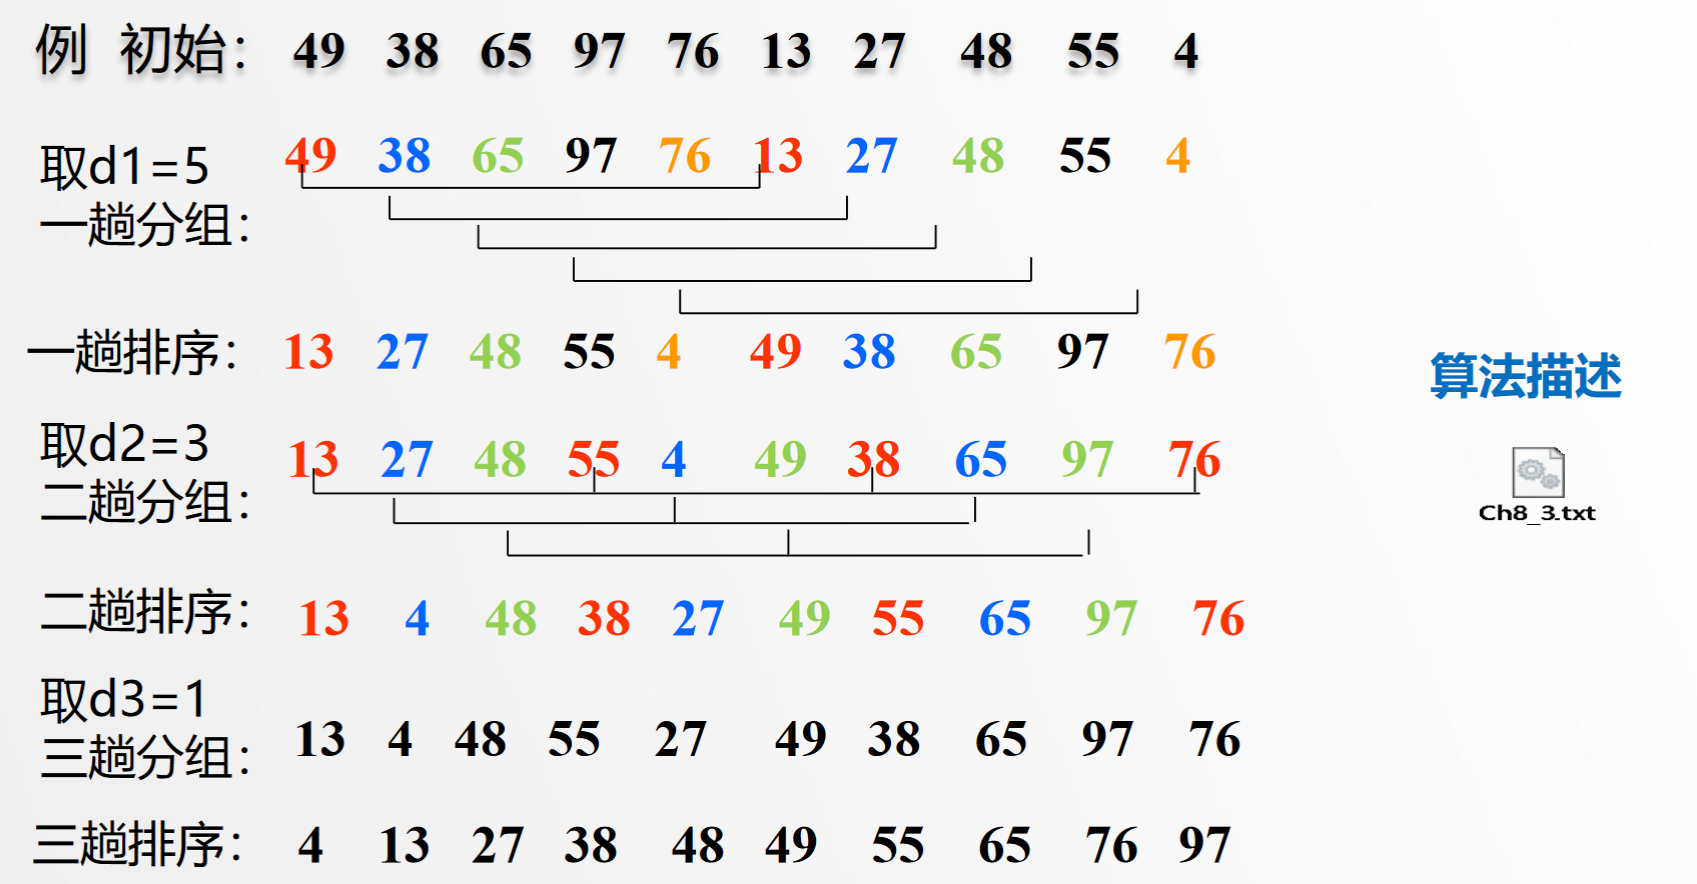 例 初始： 49 38 65 97 76 13 27 48 55 4
取d1=5
49 38 65 97 76 13 27 48 55 4
一趟分组：
一趟排序： 13 27 48 55 4 49 38 65 97 76
算法描述
取d2=3
13 27 48 55 4 49 38 65 97 76
二趟分组：
Ch8_3.txt
二趟排序： 13 4 48 38 27 49 55 65 97 76
取d3=1
13 4 48 55 27 49 38 65 97 76
三趟分组：
三趟排序： 4 13 27 38 48 49 55 65 76 97